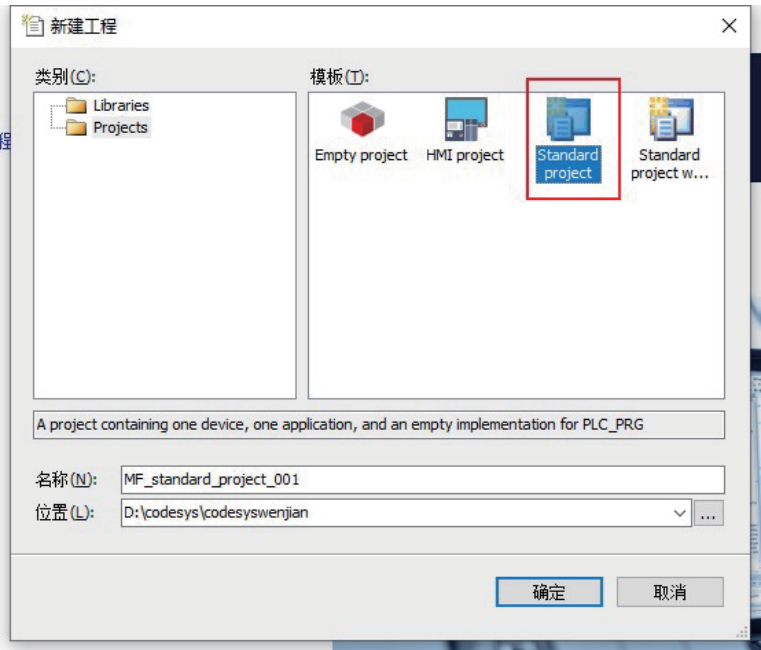 新建工程
类别(C):
模板(T):
Libraries
Projects
程
Empty project
HMI project
Standard
project
Standard
project w...
A project containing one device, one application, and an empty implementation for PLC_PRG
名称(N):
MF_standard_project_001
位置(L):
D:\codesys\codesyswenjian
...
确定
取消